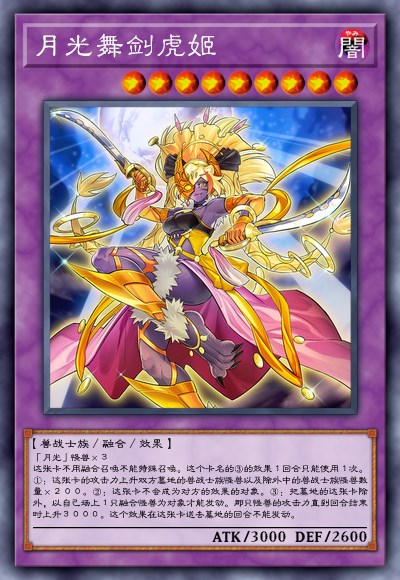 月光舞剑虎姬
やみ
闇
【兽战士族／融合／效果】
「月光」怪兽×3
这张卡不用融合召唤不能特殊召唤。这个卡名的③的效果1回合只能使用1次。
①：这张卡的攻击力上升双方墓地的兽战士族怪兽以及除外中的兽战士族怪兽数
量×200。②：这张卡不会成为对方的效果的对象。③：把墓地的这张卡除
外，以自己场上1只融合怪兽为对象才能发动。那只怪兽的攻击力直到回合结束
时上升3000。这个效果在这张卡送去墓地的回合不能发动。
ATK/3000 DEF/2600